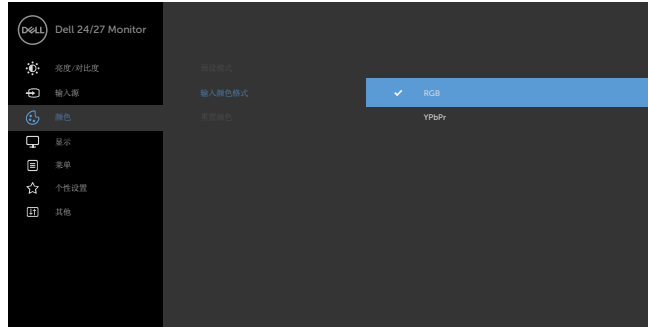 DELL Dell 24/27 Monitor
亮度/对比度
预设模式
输入源
输入颜色格式
RGB
颜色
重置颜色
YPbPr
显示
菜单
个性设置
其他